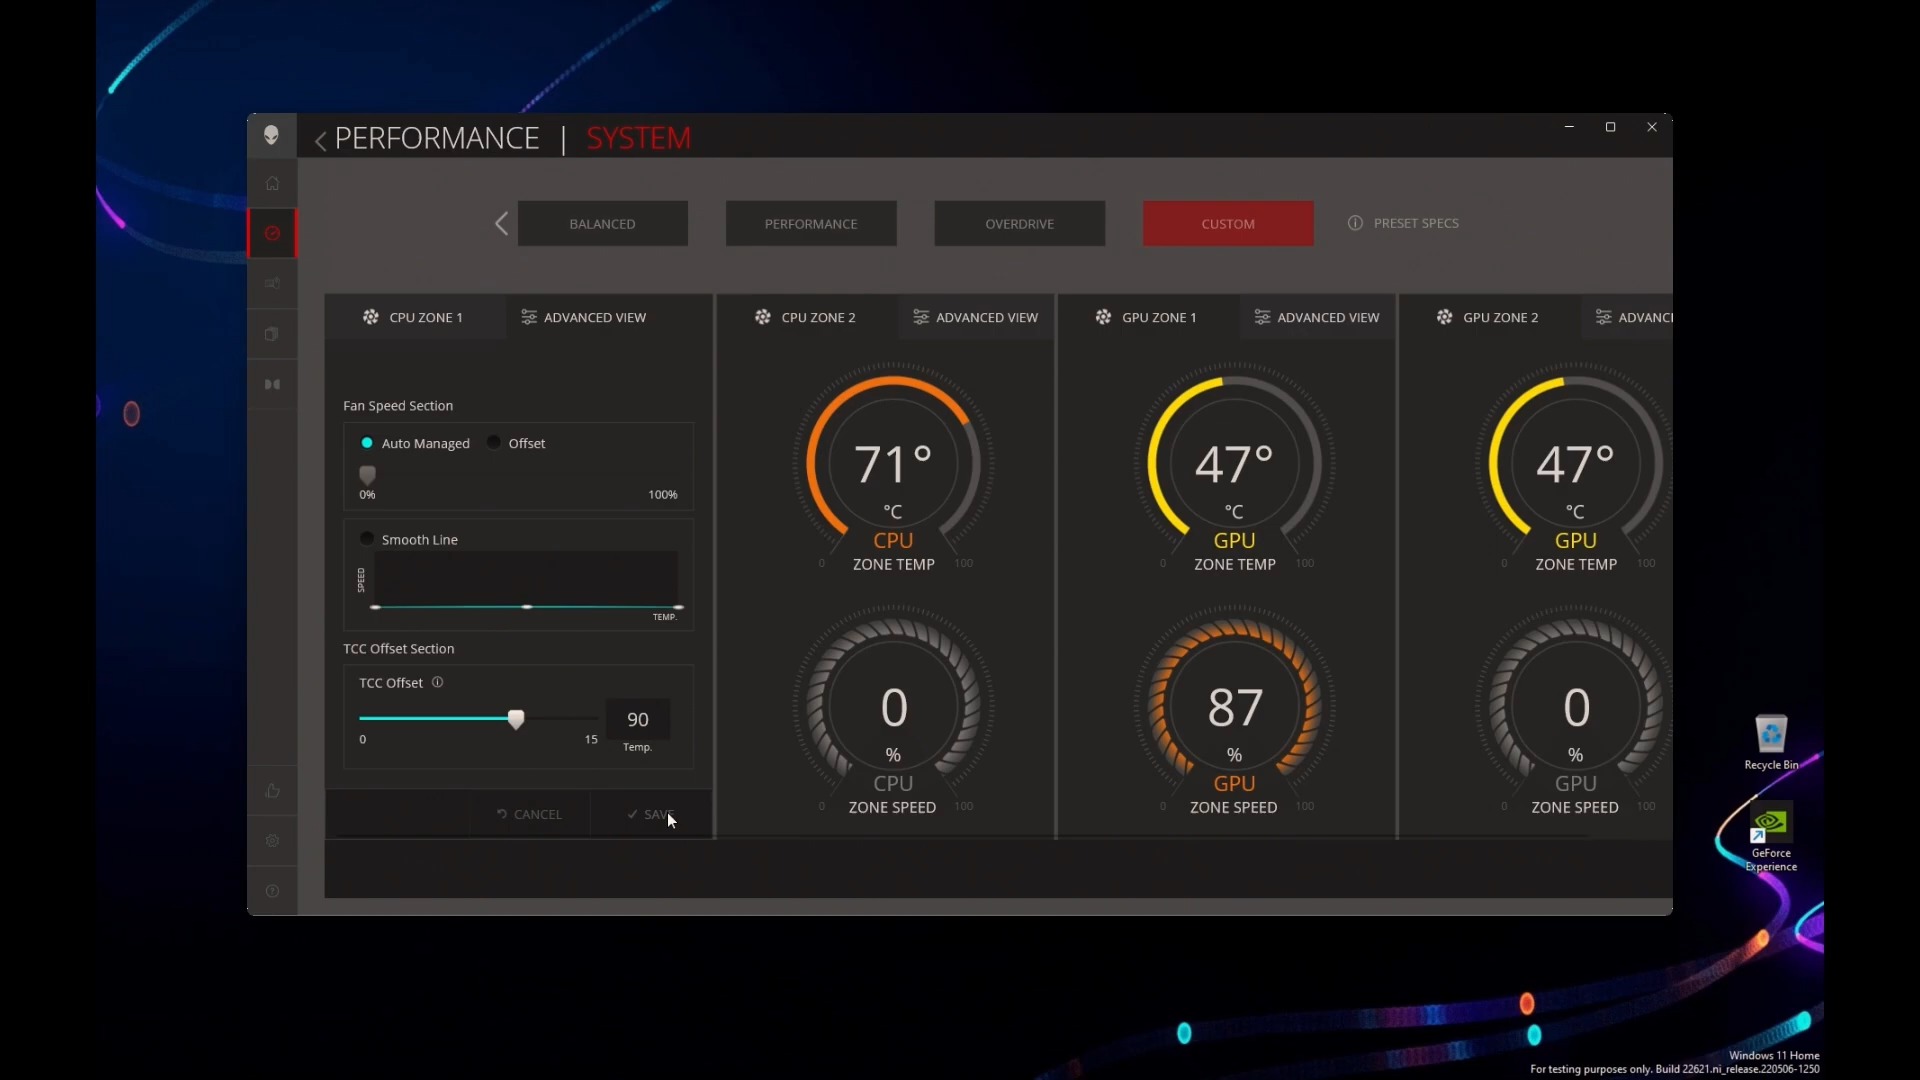 PERFORMANCE | SYSTEM
BALANCED PERFORMANCE OVERDRIVE CUSTOM PRESET SPECS
CPU ZONE 1 ADVANCED VIEW CPU ZONE 2 ADVANCED VIEW GPU ZONE 1 ADVANCED VIEW GPU ZONE 2 ADVANC
Fan Speed Section
Auto Managed Offset
0% 100%
Smooth Line
SPEED
TEMP.
TCC Offset Section
TCC Offset
90
0 15 Temp.
CANCEL SAVE
71°
°C
CPU
0 ZONE TEMP 100
0
%
CPU
0 ZONE SPEED 100
47°
°C
GPU
0 ZONE TEMP 100
87
%
GPU
0 ZONE SPEED 100
47°
°C
GPU
0 ZONE TEMP 100
0
%
GPU
0 ZONE SPEED 100
Recycle Bin
GeForce
Experience
Windows 11 Home
For testing purposes only. Build 22621.ni_release.220506-1250